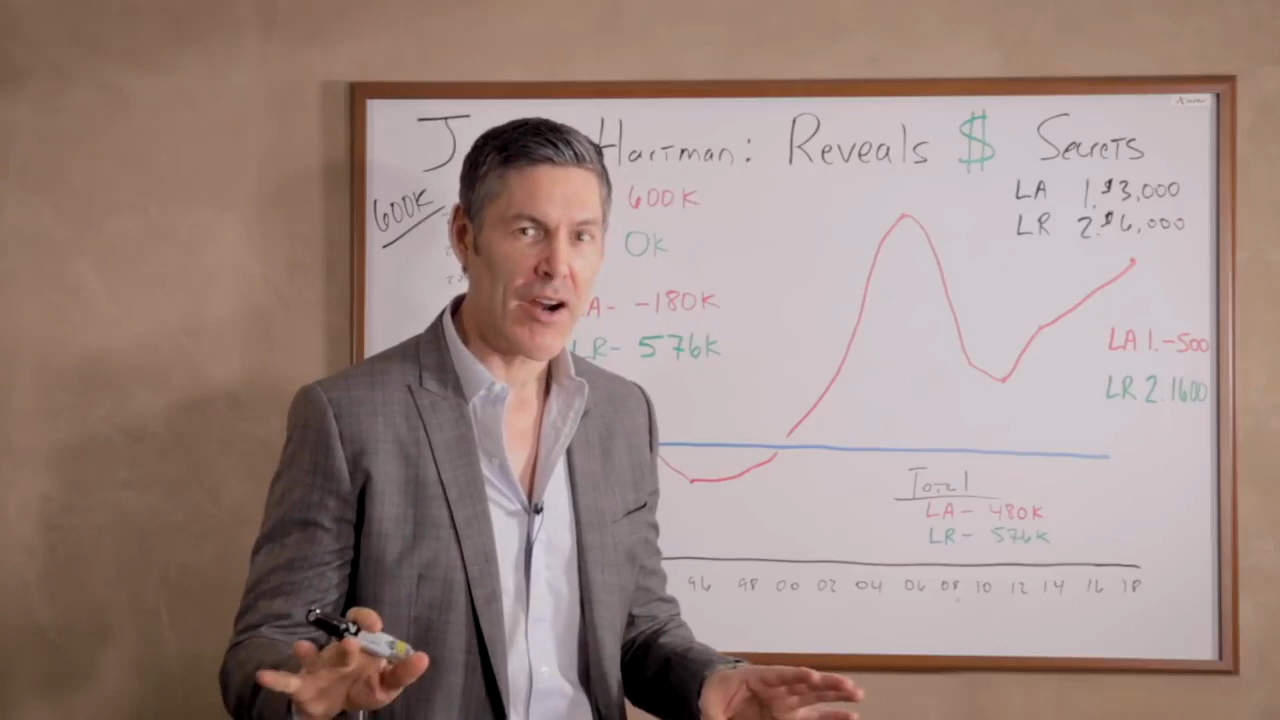 J Hartman: Reveals $ Secrets
600K
600K
LA 1.$3,000
LR 2.$6,000
0K
A- -180K
LR- 576K
LA 1.-500
LR 2.1600
Total
LA- 480K
LR- 576K
96 98 00 02 04 06 08 10 12 14 16 18